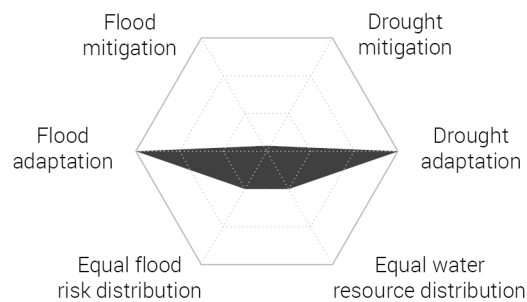 Flood
mitigation
Drought
mitigation
Flood
adaptation
Drought
adaptation
Equal flood
risk distribution
Equal water
resource distribution